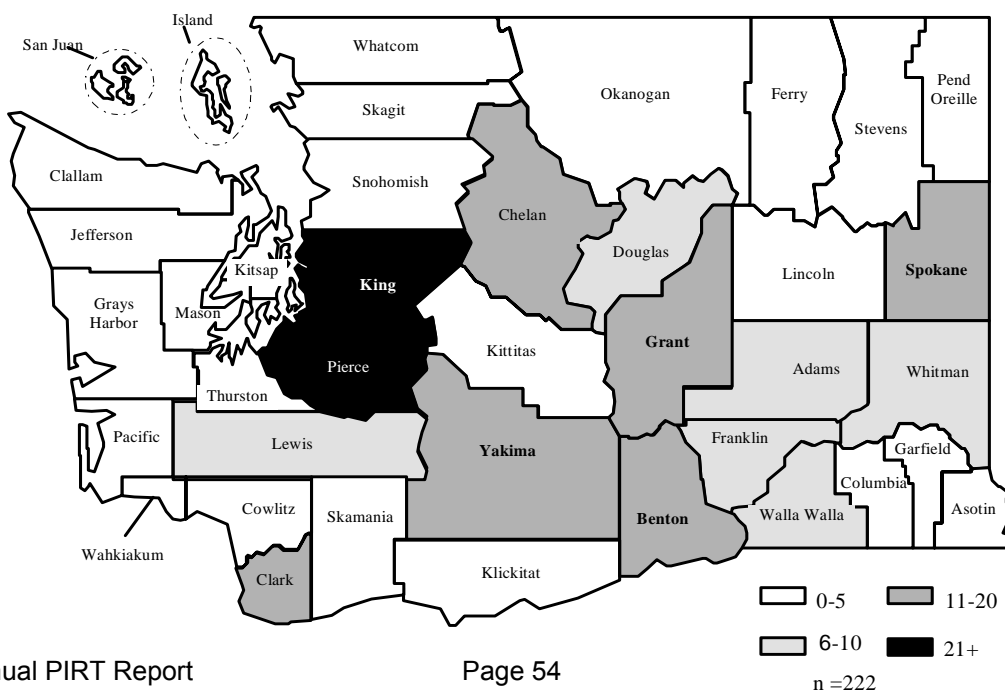 Island
San Juan
Whatcom
Okanogan
Ferry
Pend
Oreille
Skagit
Stevens
Clallam
Snohomish
Chelan
Jefferson
Douglas
Kitsap
King
Lincoln
Spokane
Grays
Harbor
Mason
Grant
Kittitas
Pierce
Adams
Whitman
Thurston
Pacific
Lewis
Yakima
Franklin
Garfield
Columbia
Cowlitz
Skamania
Benton
Walla Walla
Asotin
Wahkiakum
Clark
Klickitat
0-5
11-20
6-10
21+
n =222
nual PIRT Report
Page 54